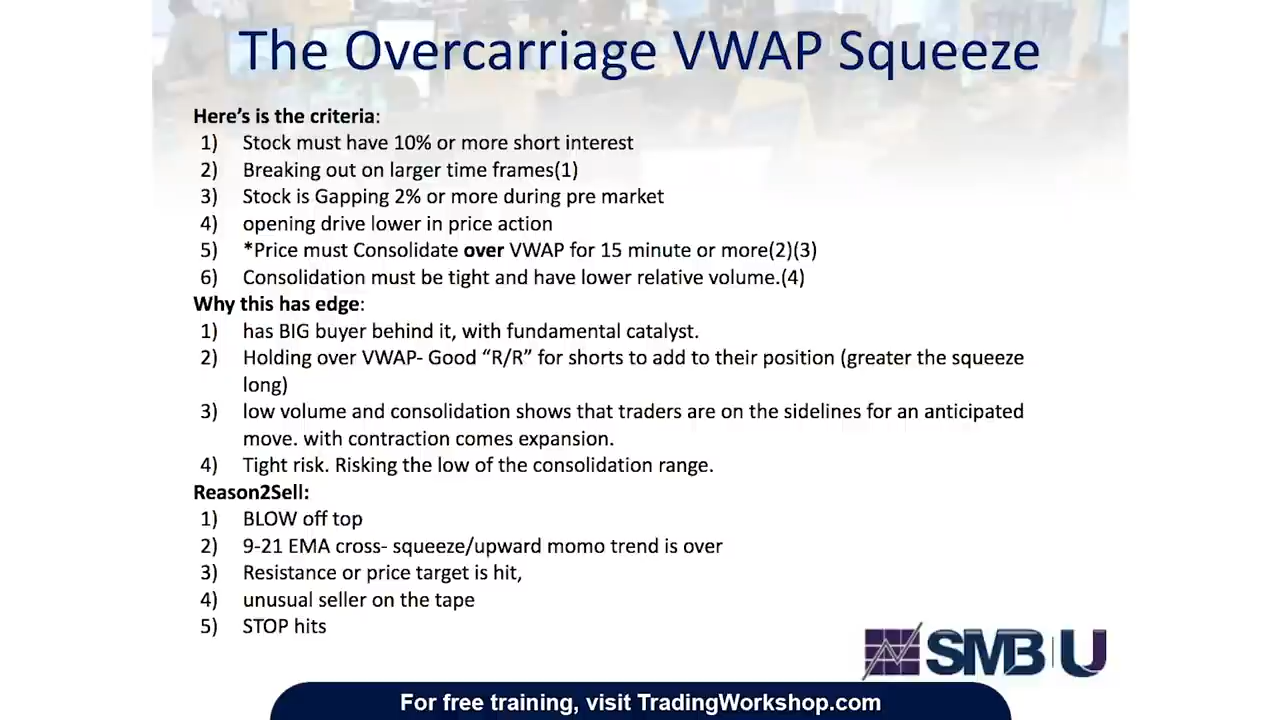 The Overcarriage VWAP Squeeze
Here's is the criteria:
1) Stock must have 10% or more short interest
2) Breaking out on larger time frames(1)
3) Stock is Gapping 2% or more during pre market
4) opening drive lower in price action
5) *Price must Consolidate over VWAP for 15 minute or more(2)(3)
6) Consolidation must be tight and have lower relative volume.(4)
Why this has edge:
1) has BIG buyer behind it, with fundamental catalyst.
2) Holding over VWAP- Good “R/R” for shorts to add to their position (greater the squeeze
long)
3) low volume and consolidation shows that traders are on the sidelines for an anticipated
move. with contraction comes expansion.
4) Tight risk. Risking the low of the consolidation range.
Reason2Sell:
1) BLOW off top
2) 9-21 EMA cross- squeeze/upward momo trend is over
3) Resistance or price target is hit,
4) unusual seller on the tape
5) STOP hits
SMB U
For free training, visit TradingWorkshop.com